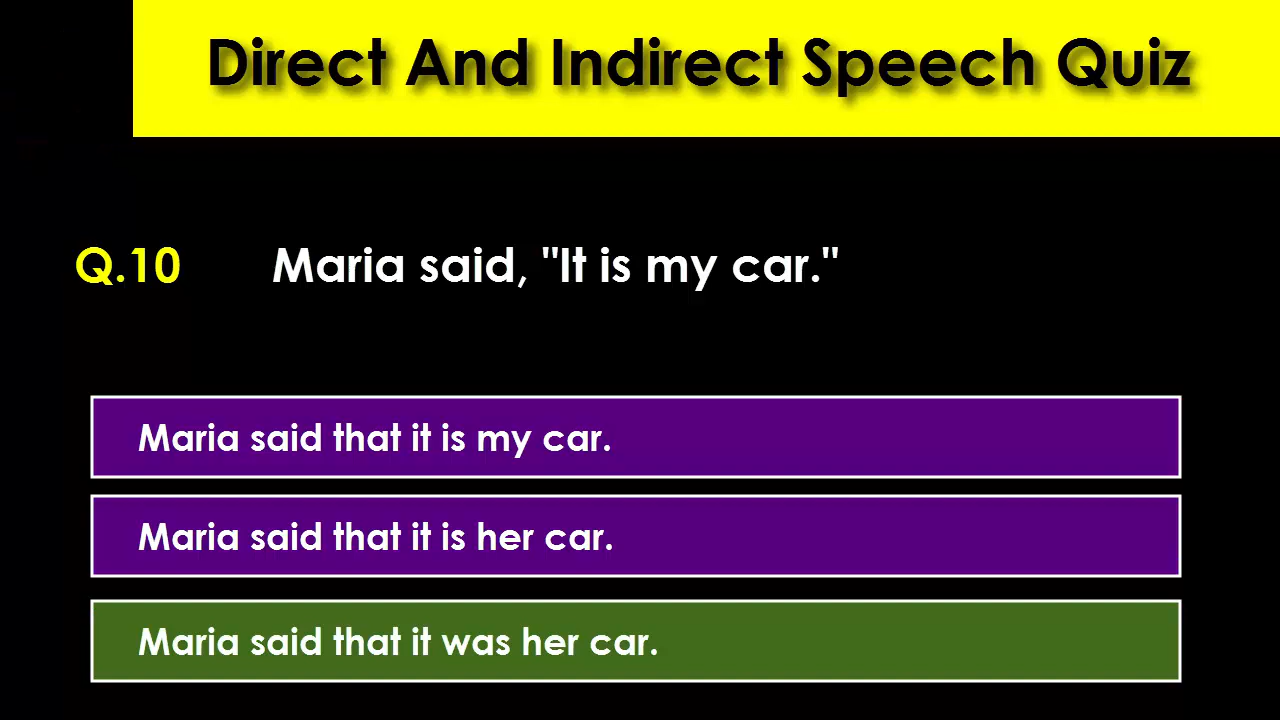 Direct And Indirect Speech Quiz
Q.10 Maria said, "It is my car."
Maria said that it is my car.
Maria said that it is her car.
Maria said that it was her car.